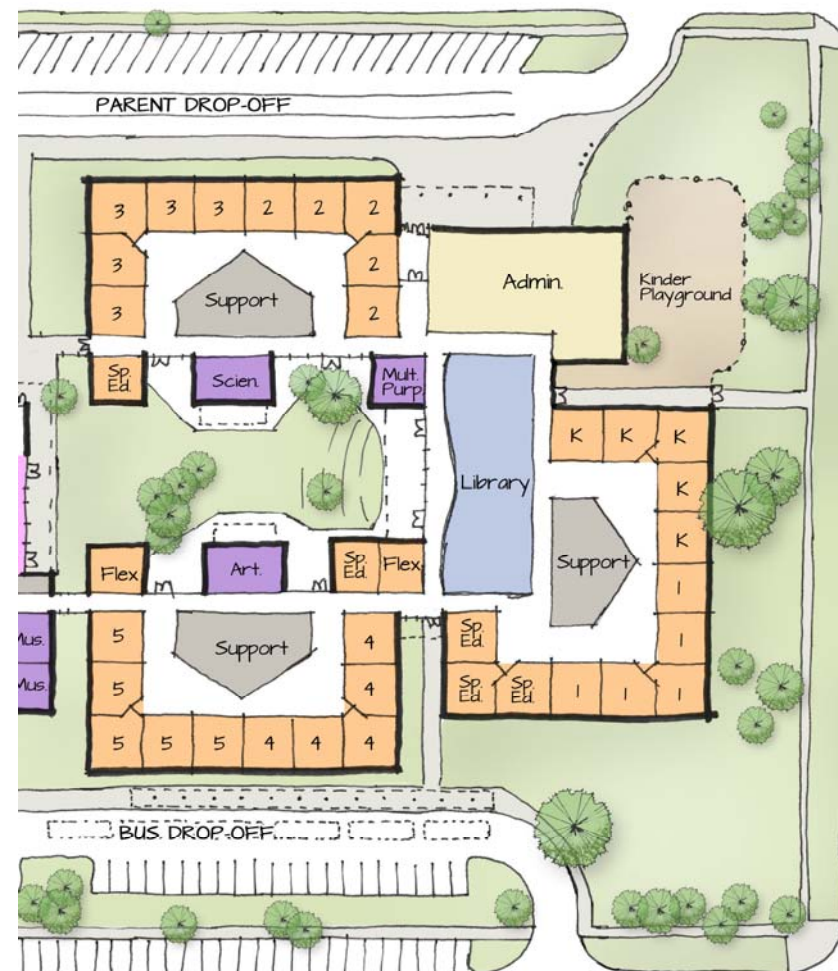 PARENT DROP-OFF
3 3 3 2 2 2
3 2
3 2
Support
Admin.
Kinder
Playground
Sp.
Ed.
Scien.
Mult.
Purp.
K K K
K
K
Library
Support
Flex
Art.
Sp.
Ed.
Flex
1
1
1 1 1
Sp.
Ed.
Sp.
Ed.
Sp.
Ed.
Mus.
Mus.
Support
5 4
5 4
5 5 5 4 4 4
BUS DROP-OFF